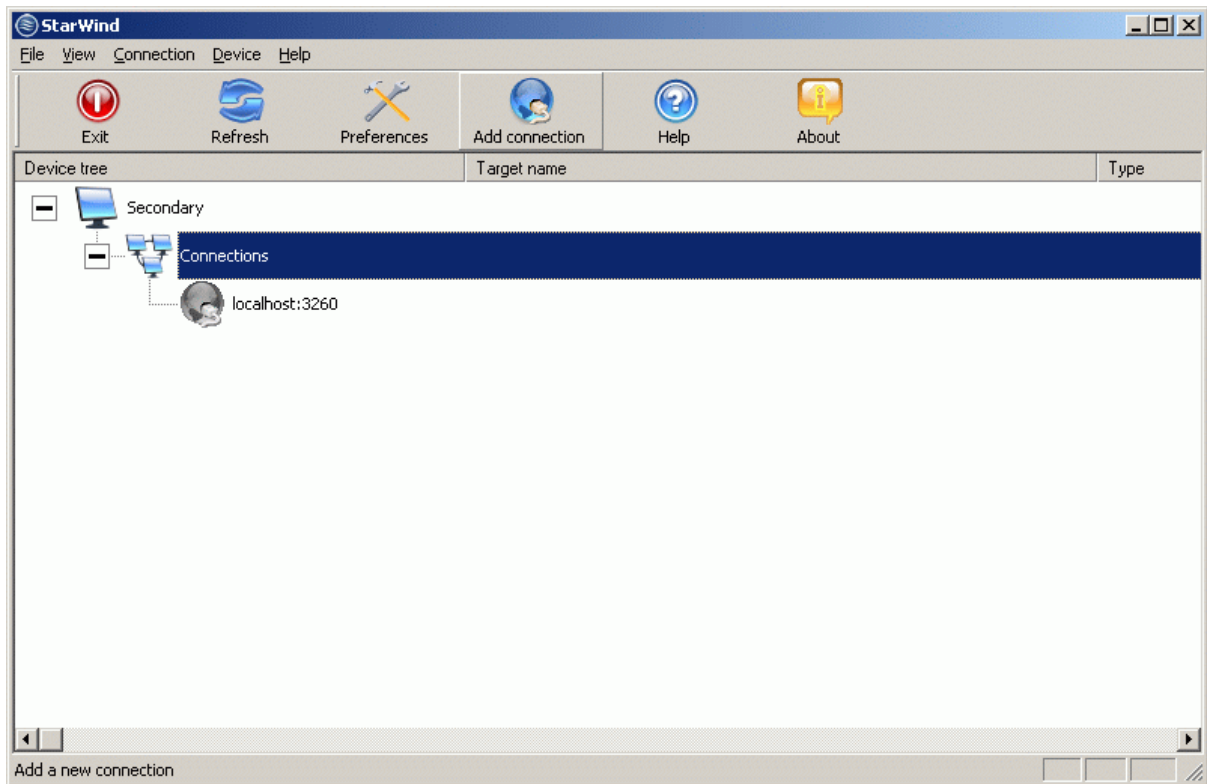 StarWind
File View Connection Device Help
Exit Refresh Preferences Add connection Help About
Device tree Target name Type
Secondary
Connections
localhost:3260
Add a new connection